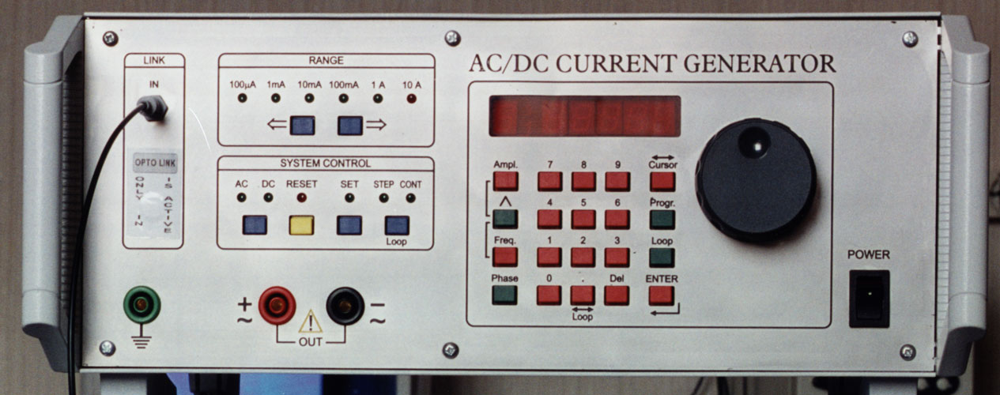 AC/DC CURRENT GENERATOR
LINK
IN
OPTO LINK
ONLY IN
IS ACTIVE
RANGE
100µA 1mA 10mA 100mA 1 A 10 A
SYSTEM CONTROL
AC DC RESET SET STEP CONT
Loop
Ampl. 7 8 9 Cursor
4 5 6 Progr.
Freq. 1 2 3 Loop
Phase 0 . Del ENTER
Loop
POWER
+ −
~ ~
OUT